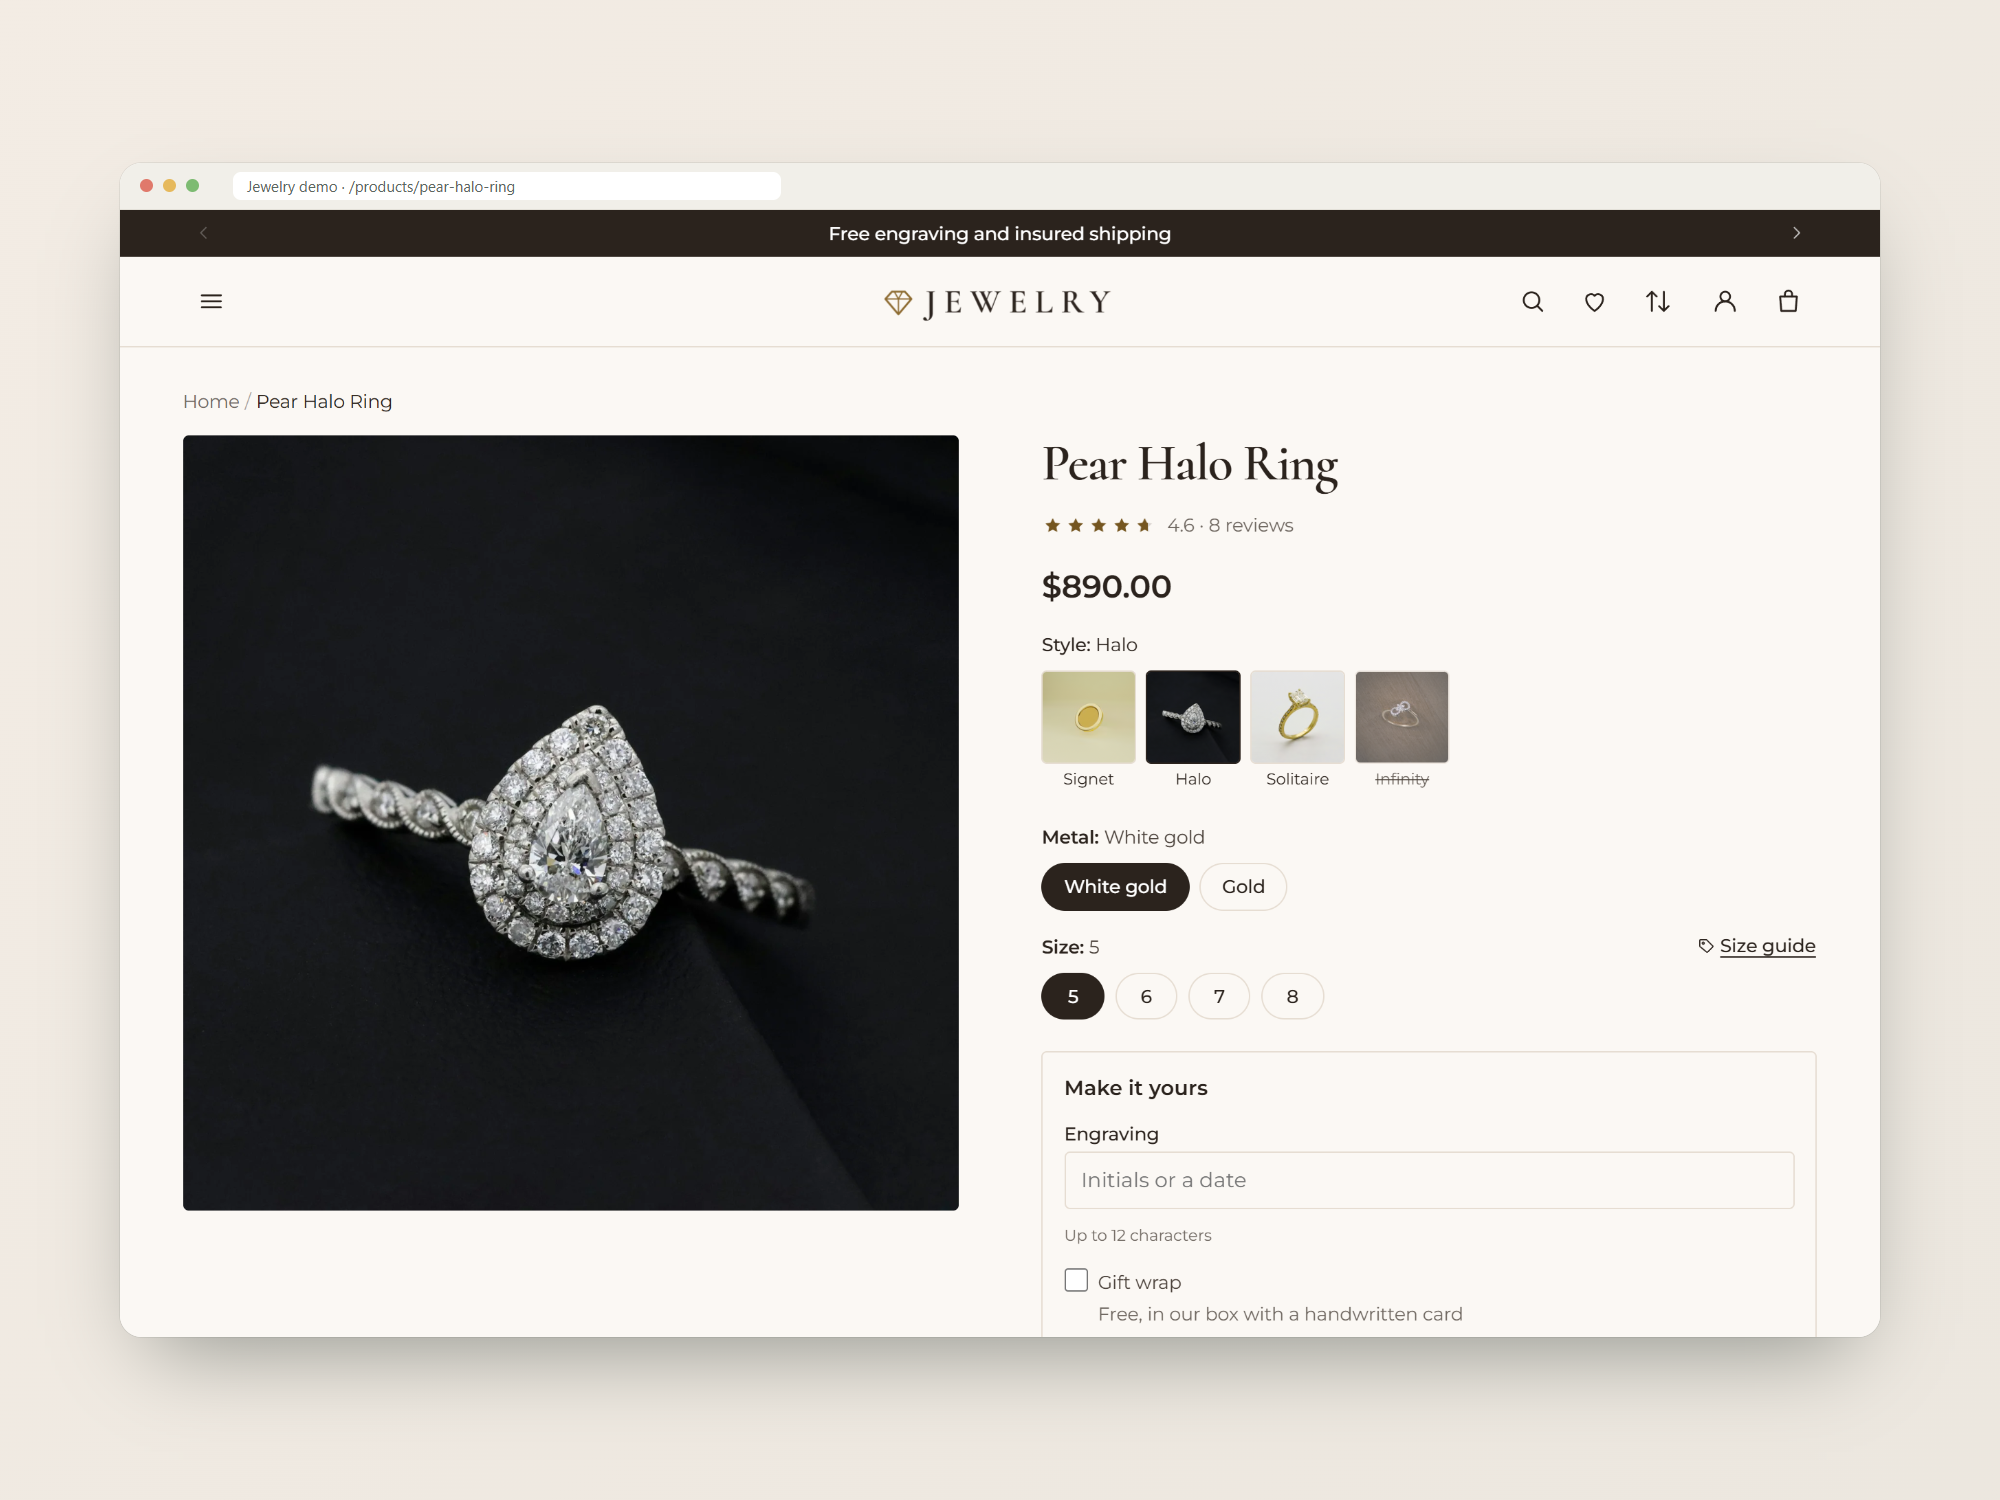 Jewelry demo · /products/pear-halo-ring
Free engraving and insured shipping
JEWELRY
Home / Pear Halo Ring
Pear Halo Ring
4.6 · 8 reviews
$890.00
Style: Halo
Signet
Halo
Solitaire
Infinity
Metal: White gold
White gold
Gold
Size: 5
Size guide
5
6
7
8
Make it yours
Engraving
Initials or a date
Up to 12 characters
Gift wrap
Free, in our box with a handwritten card